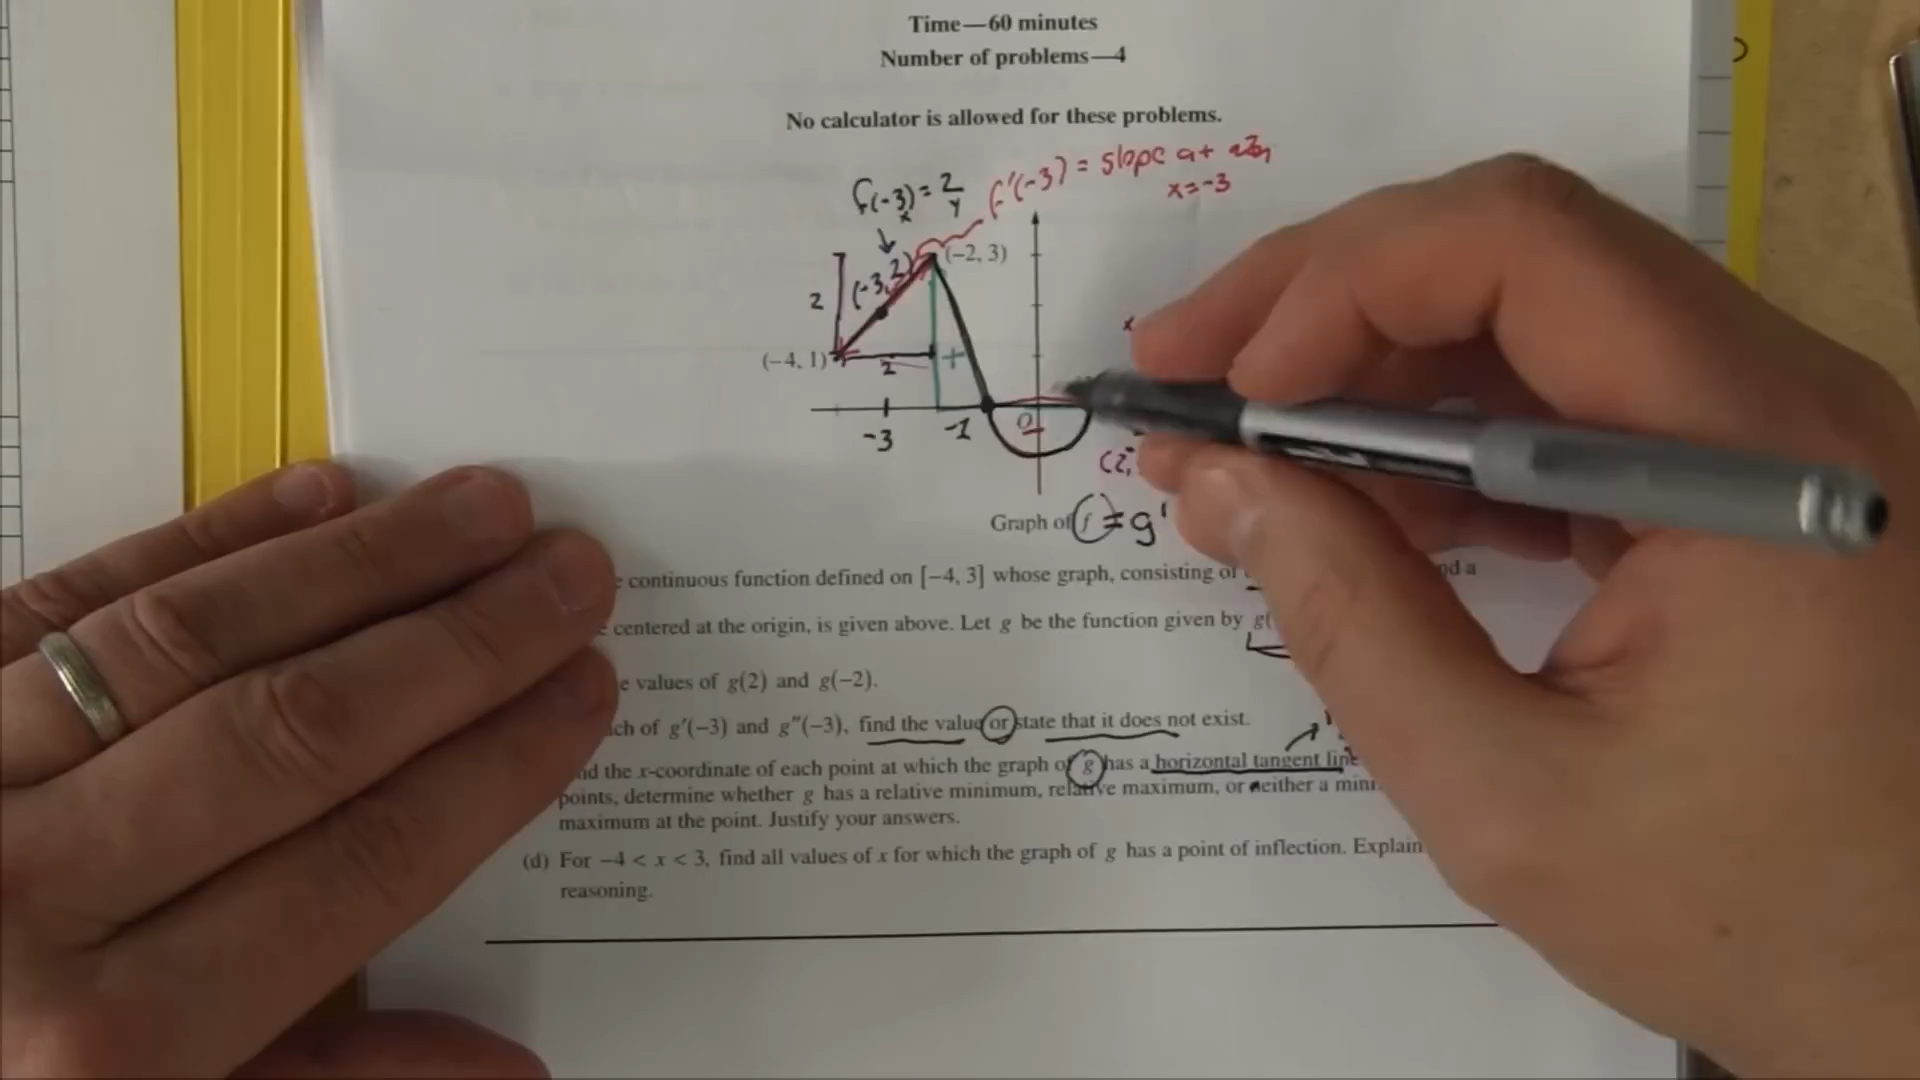 Time—60 minutes
Number of problems—4
No calculator is allowed for these problems.
f'(-3) = slope at
x=-3
f(-3) = 2
x y
(-2, 3)
(-3, 2)
2
(-4, 1)
2
+
x
O
-3
-1
(2,
Graph of f = g'
continuous function defined on [−4, 3] whose graph, consisting of
centered at the origin, is given above. Let g be the function given by g(
values of g(2) and g(−2).
of g′(−3) and g″(−3), find the value or state that it does not exist.
the x-coordinate of each point at which the graph of g has a horizontal tangent line
points, determine whether g has a relative minimum, relative maximum, or neither a
maximum at the point. Justify your answers.
(d) For −4 < x < 3, find all values of x for which the graph of g has a point of inflection. Explain
reasoning.